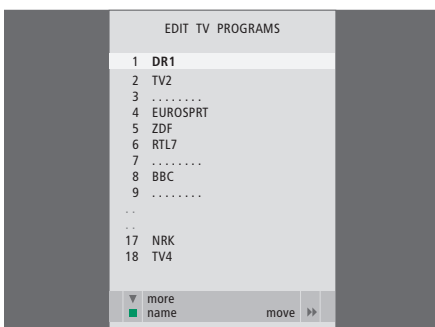 EDIT TV PROGRAMS
1 DR1
2 TV2
3 . . . . . . . .
4 EUROSPRT
5 ZDF
6 RTL7
7 . . . . . . . .
8 BBC
9 . . . . . . . .
. .
. .
17 NRK
18 TV4
more
name move